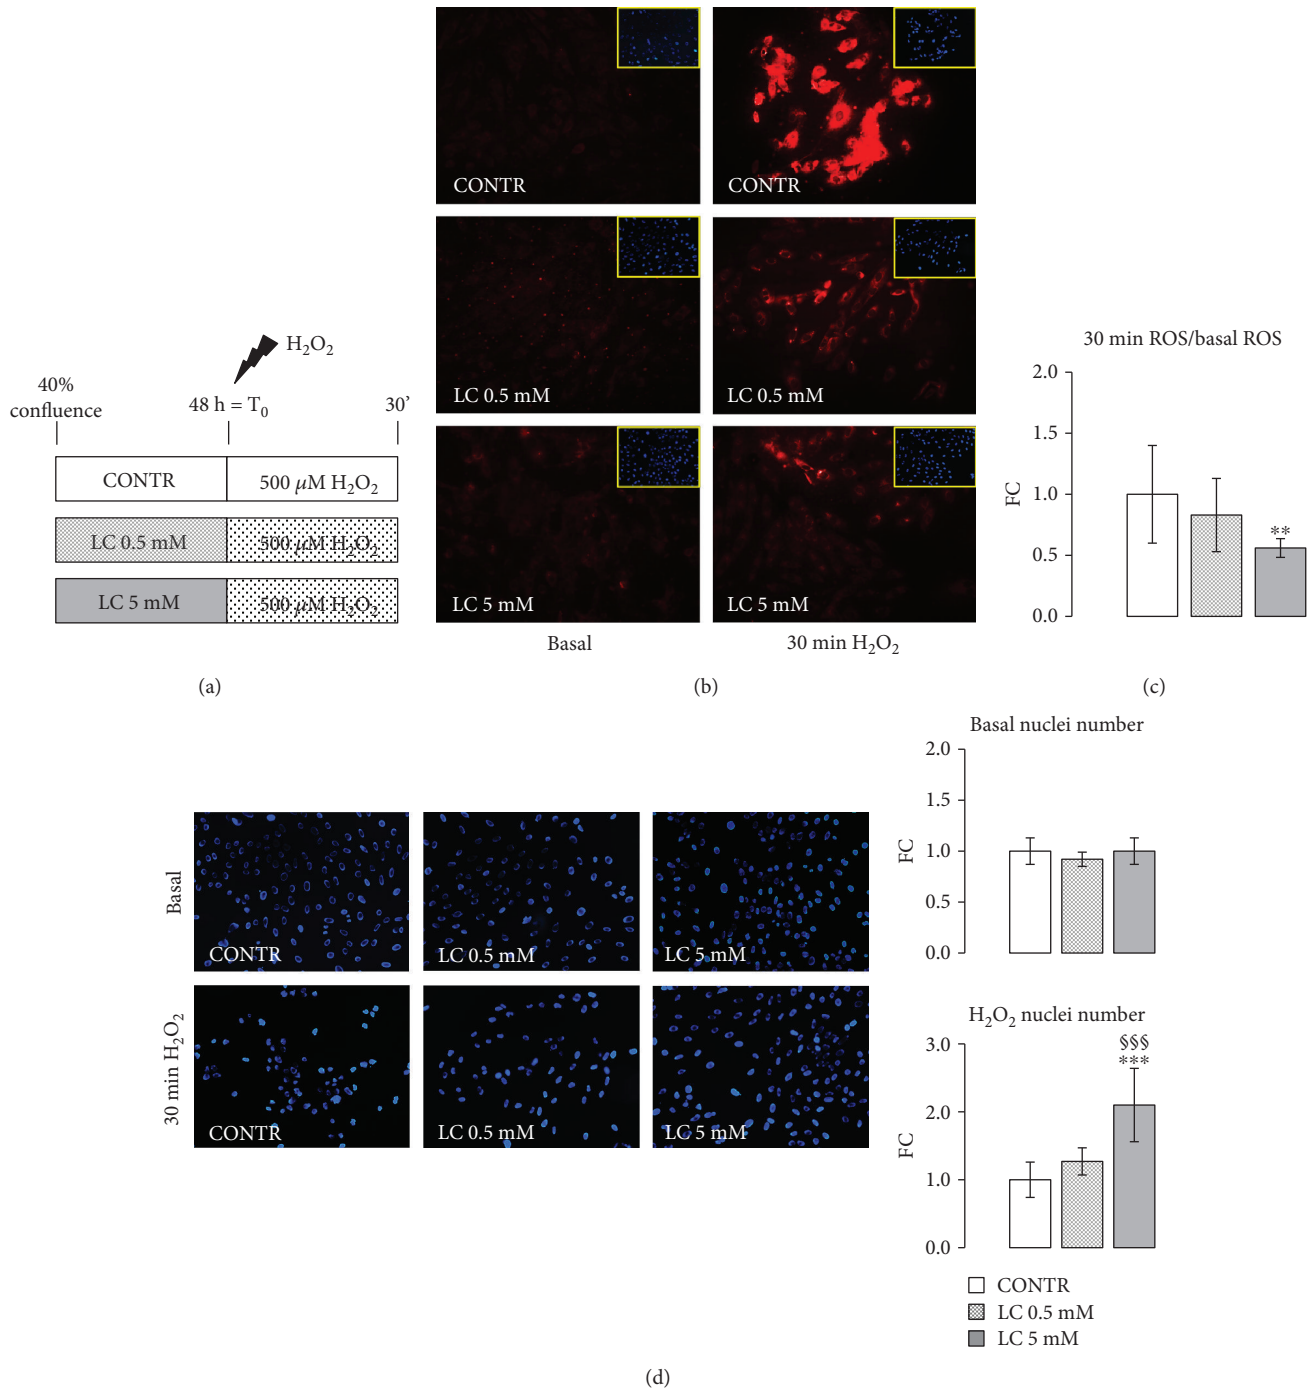 40%
confluence
48 h = T₀
H₂O₂
30’
CONTR
500 μM H₂O₂
LC 0.5 mM
500 μM H₂O₂
LC 5 mM
500 μM H₂O₂
(a)
CONTR
CONTR
LC 0.5 mM
LC 0.5 mM
LC 5 mM
LC 5 mM
Basal
30 min H₂O₂
(b)
30 min ROS/basal ROS
2.0
1.5
1.0
0.5
0.0
FC
**
(c)
Basal
CONTR
LC 0.5 mM
LC 5 mM
30 min H₂O₂
CONTR
LC 0.5 mM
LC 5 mM
Basal nuclei number
2.0
1.5
1.0
0.5
0.0
FC
H₂O₂ nuclei number
3.0
2.0
1.0
0.0
FC
§§§
***
CONTR
LC 0.5 mM
LC 5 mM
(d)